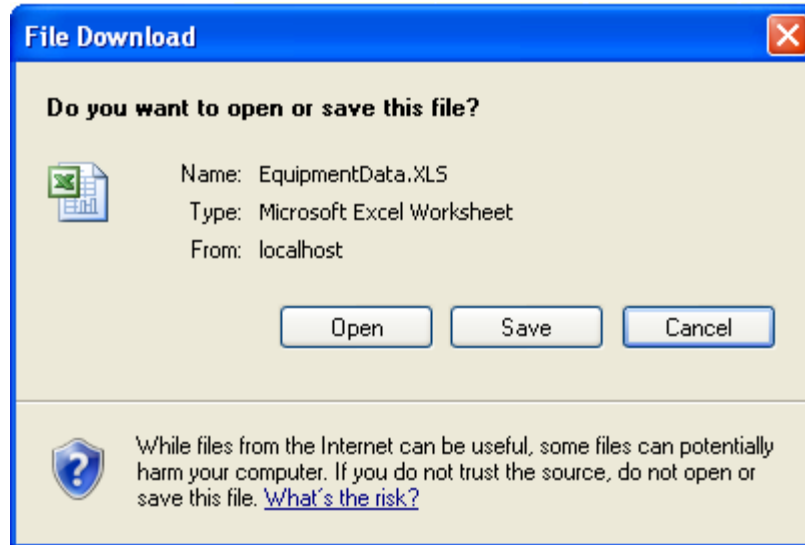 File Download
Do you want to open or save this file?
Name: EquipmentData.XLS
Type: Microsoft Excel Worksheet
From: localhost
Open Save Cancel
While files from the Internet can be useful, some files can potentially
harm your computer. If you do not trust the source, do not open or
save this file. What's the risk?